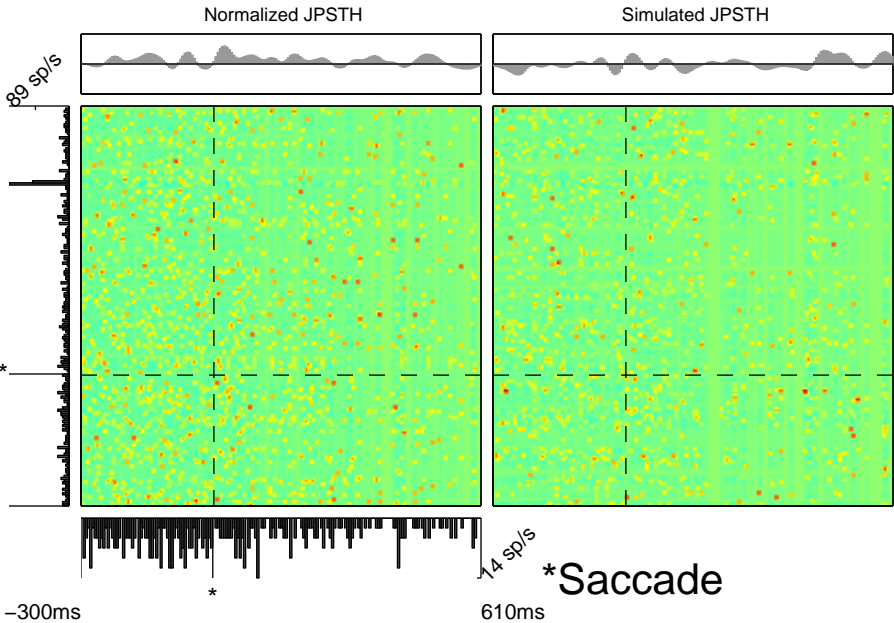 Normalized JPSTH
Simulated JPSTH
89 sp/s
*
14 sp/s
*Saccade
*
−300ms
610ms